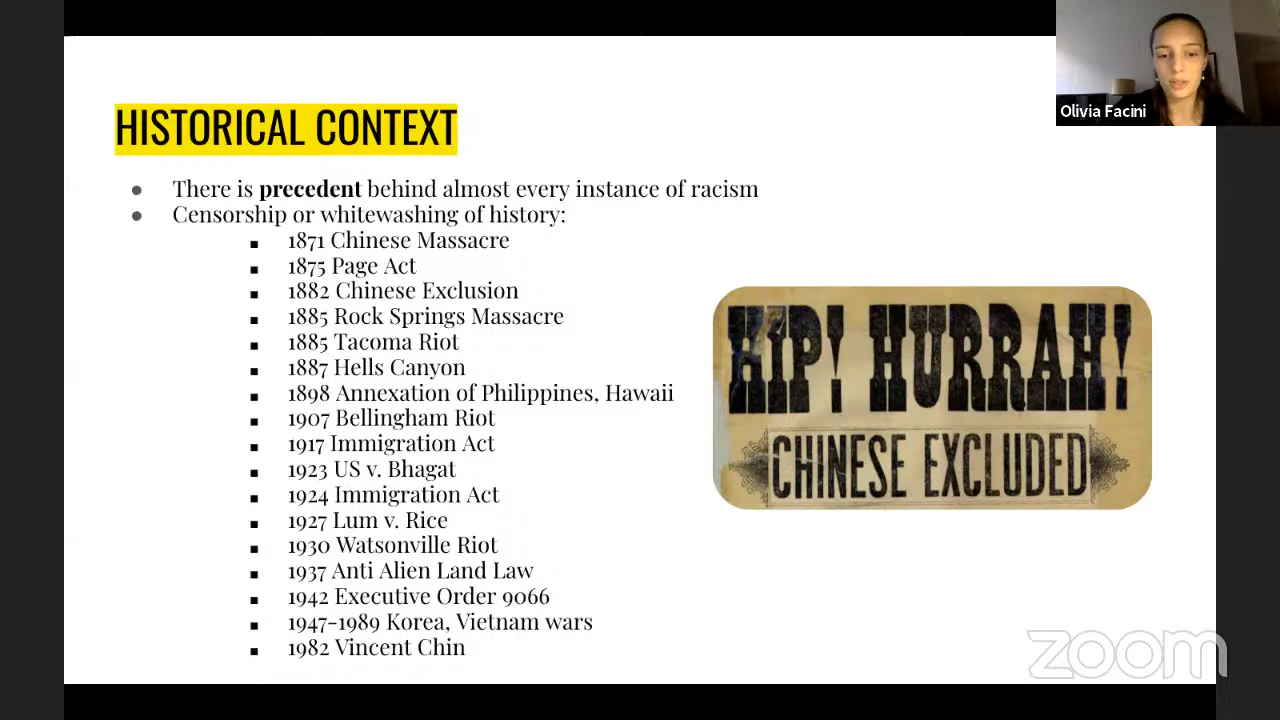 Olivia Facini
HISTORICAL CONTEXT
● There is precedent behind almost every instance of racism
● Censorship or whitewashing of history:
■ 1871 Chinese Massacre
■ 1875 Page Act
■ 1882 Chinese Exclusion
■ 1885 Rock Springs Massacre
■ 1885 Tacoma Riot
■ 1887 Hells Canyon
■ 1898 Annexation of Philippines, Hawaii
■ 1907 Bellingham Riot
■ 1917 Immigration Act
■ 1923 US v. Bhagat
■ 1924 Immigration Act
■ 1927 Lum v. Rice
■ 1930 Watsonville Riot
■ 1937 Anti Alien Land Law
■ 1942 Executive Order 9066
■ 1947-1989 Korea, Vietnam wars
■ 1982 Vincent Chin
HIP! HURRAH!
CHINESE EXCLUDED
zoom